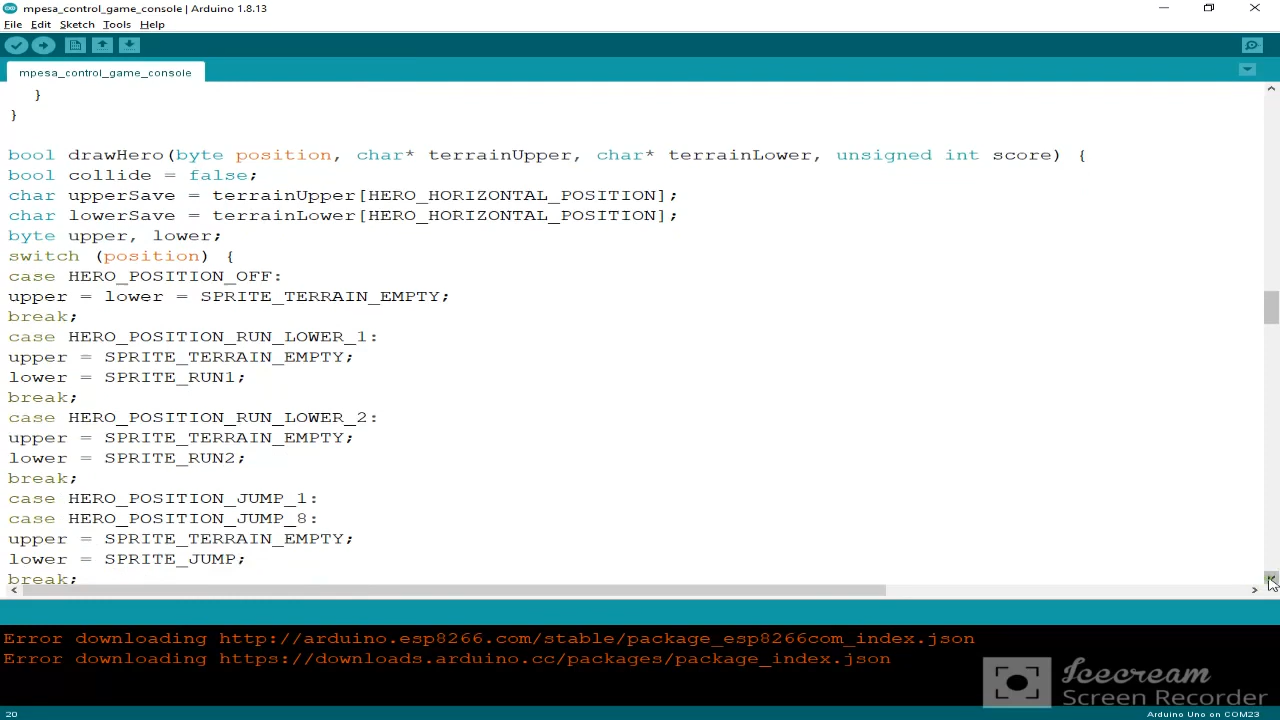 mpesa_control_game_console | Arduino 1.8.13
File Edit Sketch Tools Help
mpesa_control_game_console
}
}
bool drawHero(byte position, char* terrainUpper, char* terrainLower, unsigned int score) {
bool collide = false;
char upperSave = terrainUpper[HERO_HORIZONTAL_POSITION];
char lowerSave = terrainLower[HERO_HORIZONTAL_POSITION];
byte upper, lower;
switch (position) {
case HERO_POSITION_OFF:
upper = lower = SPRITE_TERRAIN_EMPTY;
break;
case HERO_POSITION_RUN_LOWER_1:
upper = SPRITE_TERRAIN_EMPTY;
lower = SPRITE_RUN1;
break;
case HERO_POSITION_RUN_LOWER_2:
upper = SPRITE_TERRAIN_EMPTY;
lower = SPRITE_RUN2;
break;
case HERO_POSITION_JUMP_1:
case HERO_POSITION_JUMP_8:
upper = SPRITE_TERRAIN_EMPTY;
lower = SPRITE_JUMP;
break;
Error downloading http://arduino.esp8266.com/stable/package_esp8266com_index.json
Error downloading https://downloads.arduino.cc/packages/package_index.json
Icecream
Screen Recorder
20 Arduino Uno on COM23